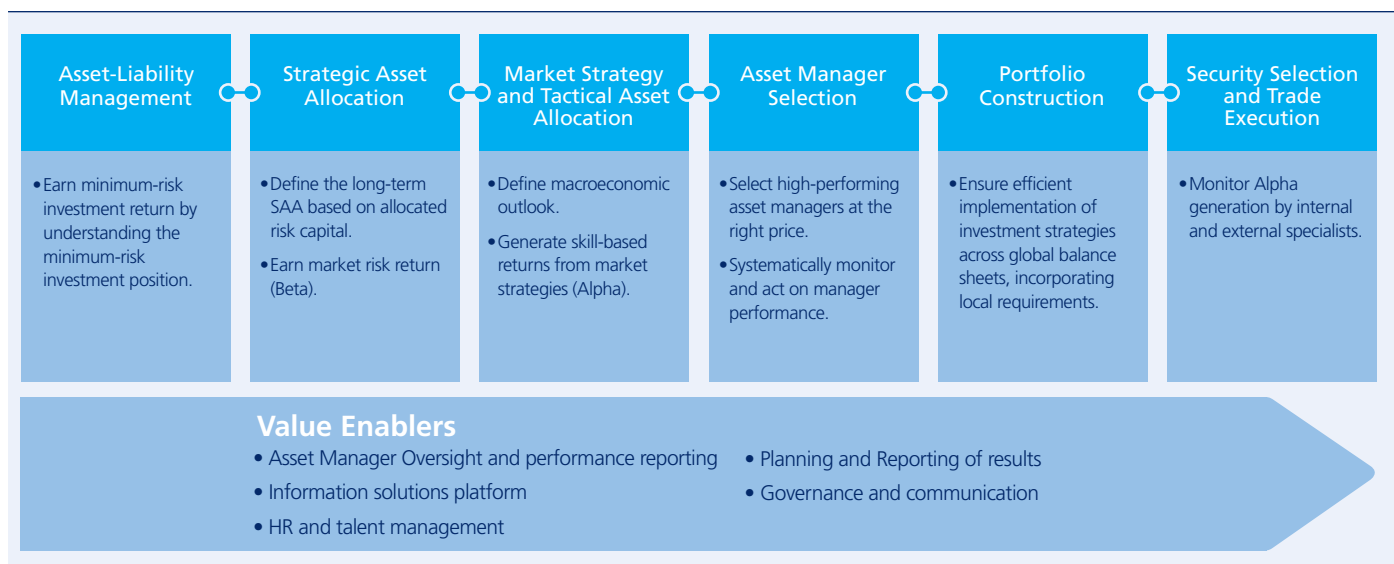 Asset-Liability
Management
• Earn minimum-risk
investment return by
understanding the
minimum-risk
investment position.
Strategic Asset
Allocation
• Define the long-term
SAA based on allocated
risk capital.
• Earn market risk return
(Beta).
Market Strategy
and Tactical Asset
Allocation
• Define macroeconomic
outlook.
• Generate skill-based
returns from market
strategies (Alpha).
Asset Manager
Selection
• Select high-performing
asset managers at the
right price.
• Systematically monitor
and act on manager
performance.
Portfolio
Construction
• Ensure efficient
implementation of
investment strategies
across global balance
sheets, incorporating
local requirements.
Security Selection
and Trade
Execution
• Monitor Alpha
generation by internal
and external specialists.
Value Enablers
• Asset Manager Oversight and performance reporting
• Information solutions platform
• HR and talent management
• Planning and Reporting of results
• Governance and communication